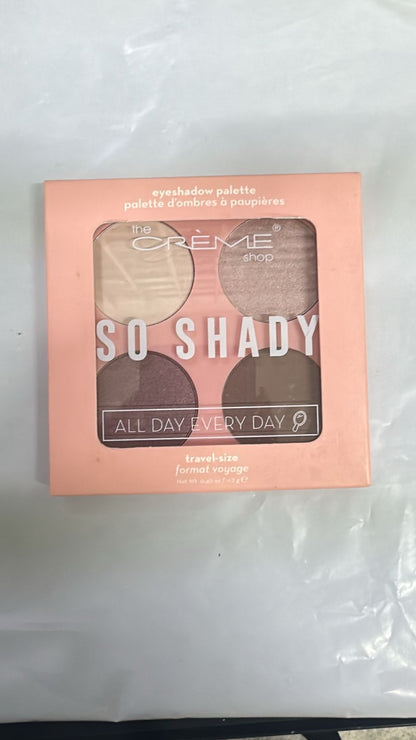 eyeshadow palette
palette d'ombres à paupières
the
CRÈME®
shop
SO SHADY
ALL DAY EVERY DAY
travel-size
format voyage